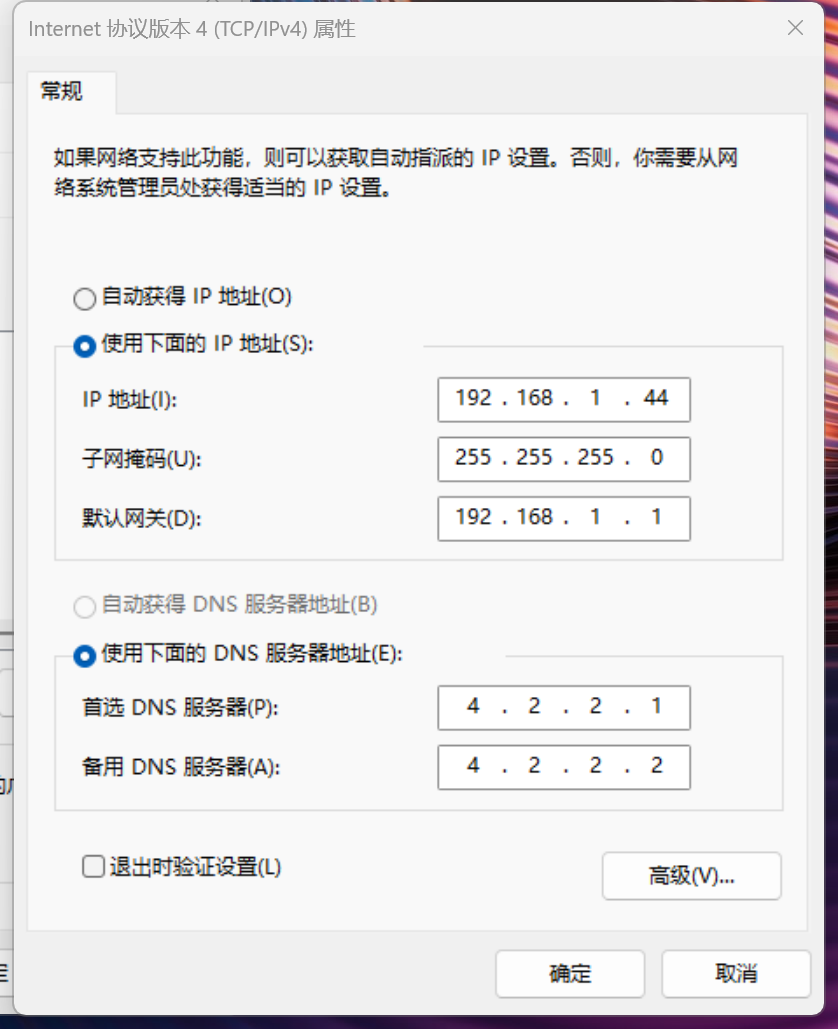 Internet 协议版本 4 (TCP/IPv4) 属性
常规
如果网络支持此功能，则可以获取自动指派的 IP 设置。否则，你需要从网
络系统管理员处获得适当的 IP 设置。
自动获得 IP 地址(O)
使用下面的 IP 地址(S):
IP 地址(I): 192 . 168 . 1 . 44
子网掩码(U): 255 . 255 . 255 . 0
默认网关(D): 192 . 168 . 1 . 1
自动获得 DNS 服务器地址(B)
使用下面的 DNS 服务器地址(E):
首选 DNS 服务器(P): 4 . 2 . 2 . 1
备用 DNS 服务器(A): 4 . 2 . 2 . 2
退出时验证设置(L)
高级(V)...
确定 取消